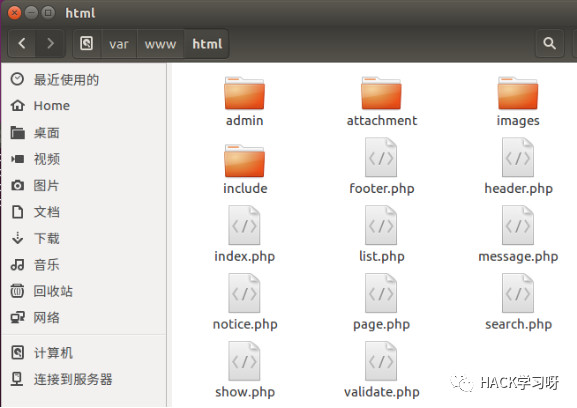 html
var www html
最近使用的
Home
桌面
视频
图片
文档
下载
音乐
回收站
网络
计算机
连接到服务器
admin attachment images
include footer.php header.php
index.php list.php message.php
notice.php page.php search.php
show.php validate.php
HACK学习呀